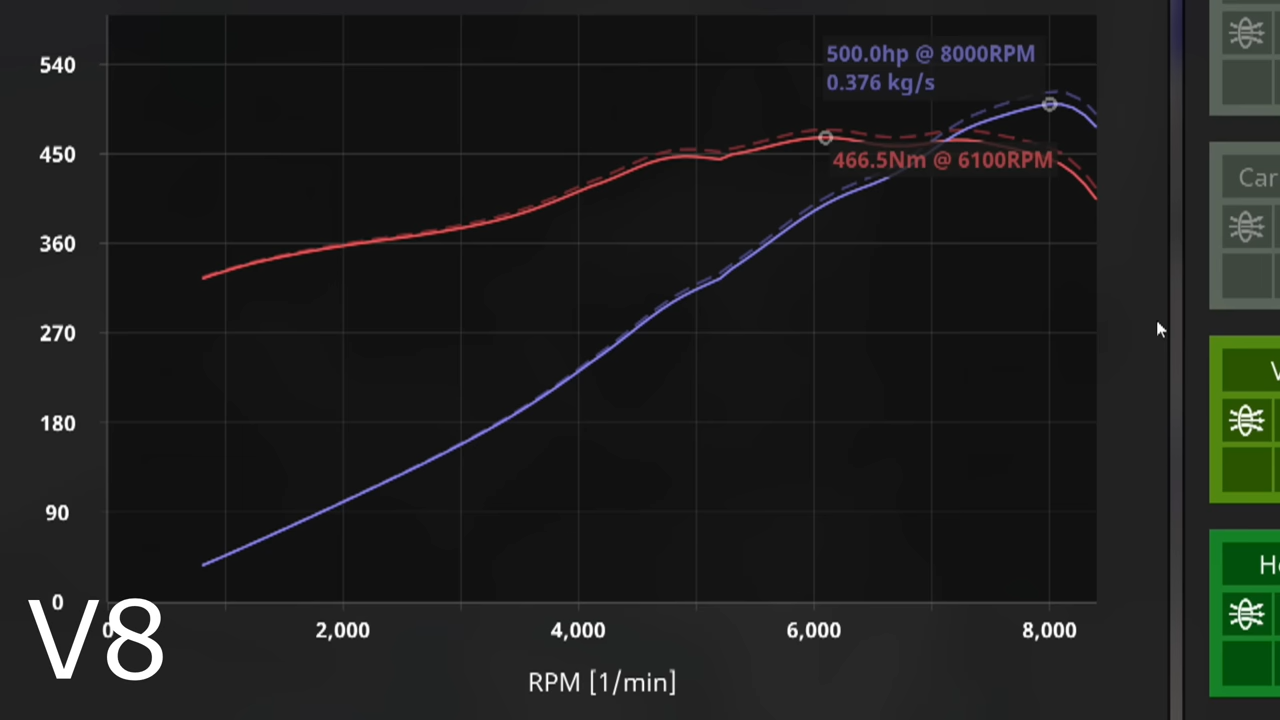 540
450
360
270
180
90
0
500.0hp @ 8000RPM
0.376 kg/s
466.5Nm @ 6100RPM
0
2,000
4,000
6,000
8,000
RPM [1/min]
V8
Car
V